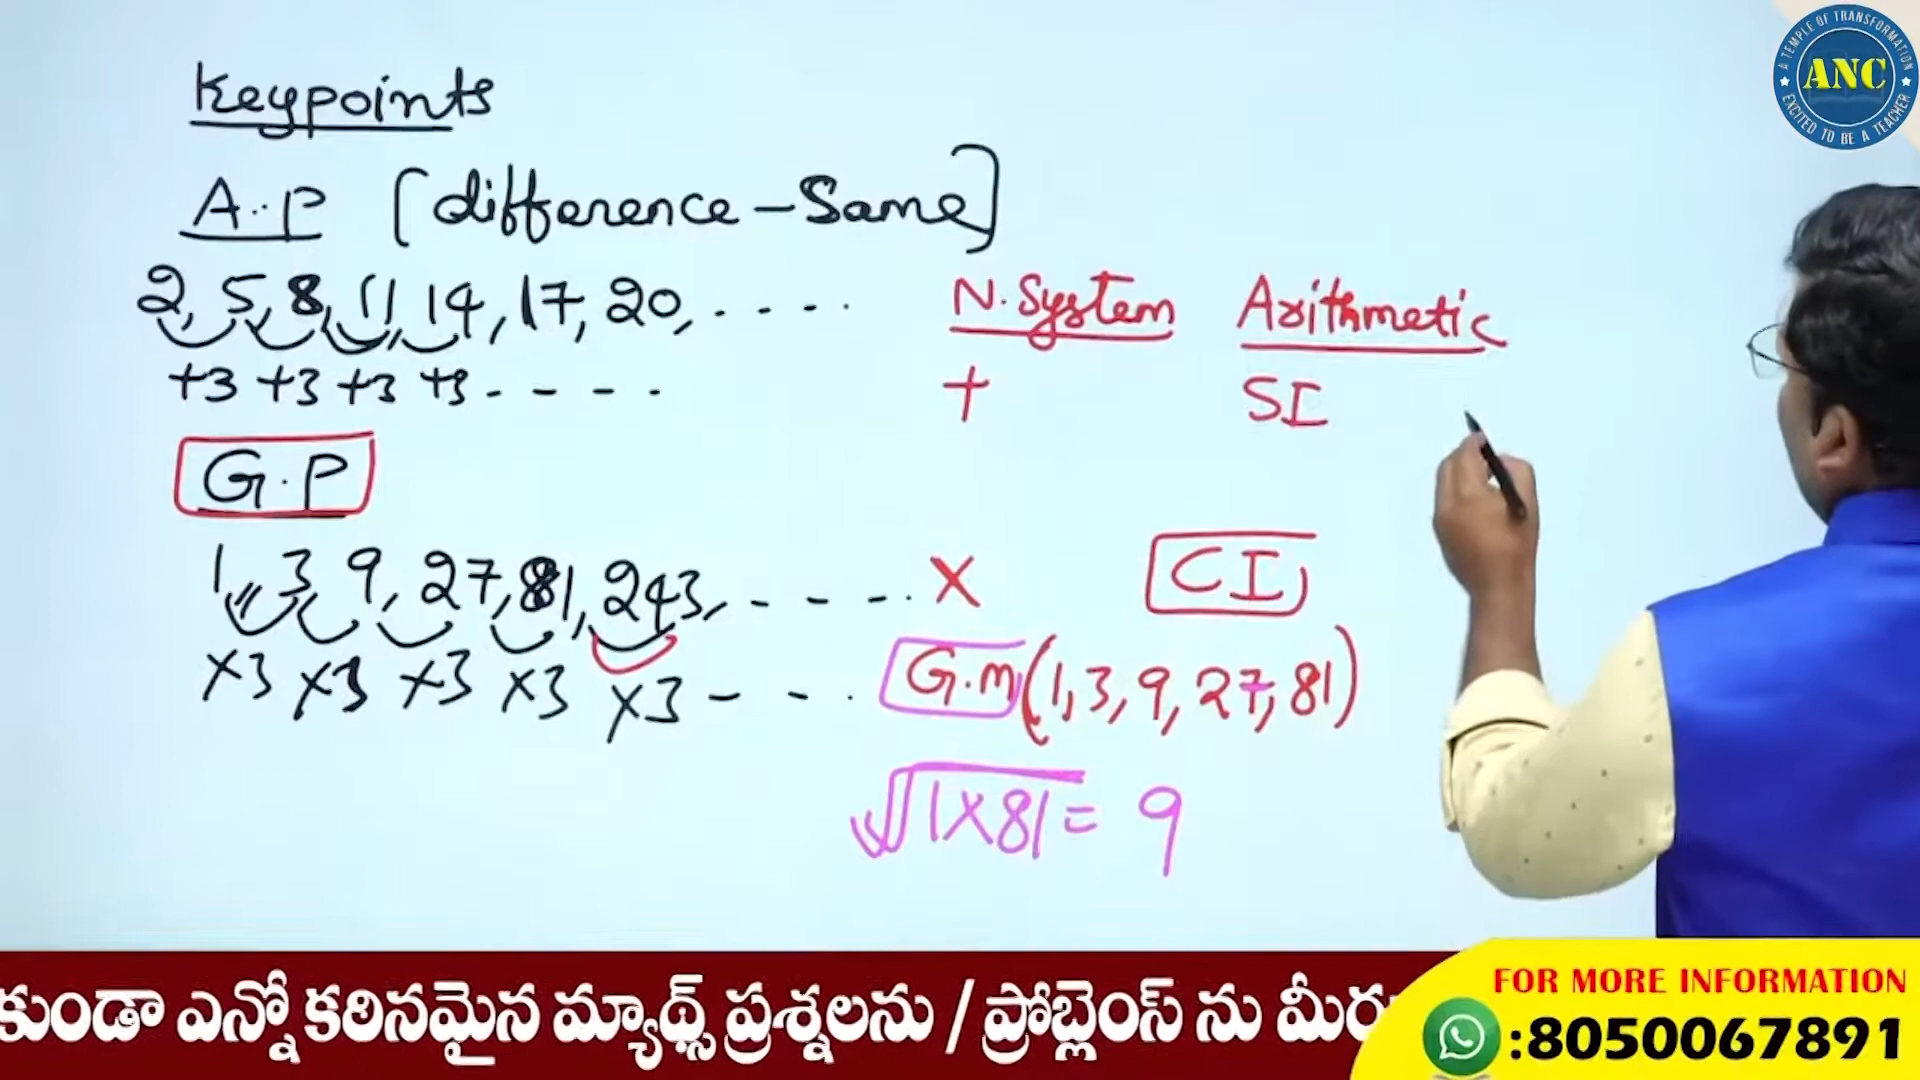 Keypoints
A.P [difference - Same]
2, 5, 8, 11, 14, 17, 20, . . . .
+3 +3 +3 +3 - - - -
N. System Arithmetic
+ SI
G.P
1, 3, 9, 27, 81, 243, - - - - . X CI
×3 ×3 ×3 ×3 ×3 - - .
G.m (1, 3, 9, 27, 81)
√1×81 = 9
A TEMPLE OF TRANSFORMATION
ANC
EXCITED TO BE A TEACHER
కుండా ఎన్నో కఠినమైన మ్యాథ్స్ ప్రశ్నలను / ప్రోబ్లెంస్ ను మీరు
FOR MORE INFORMATION
:8050067891